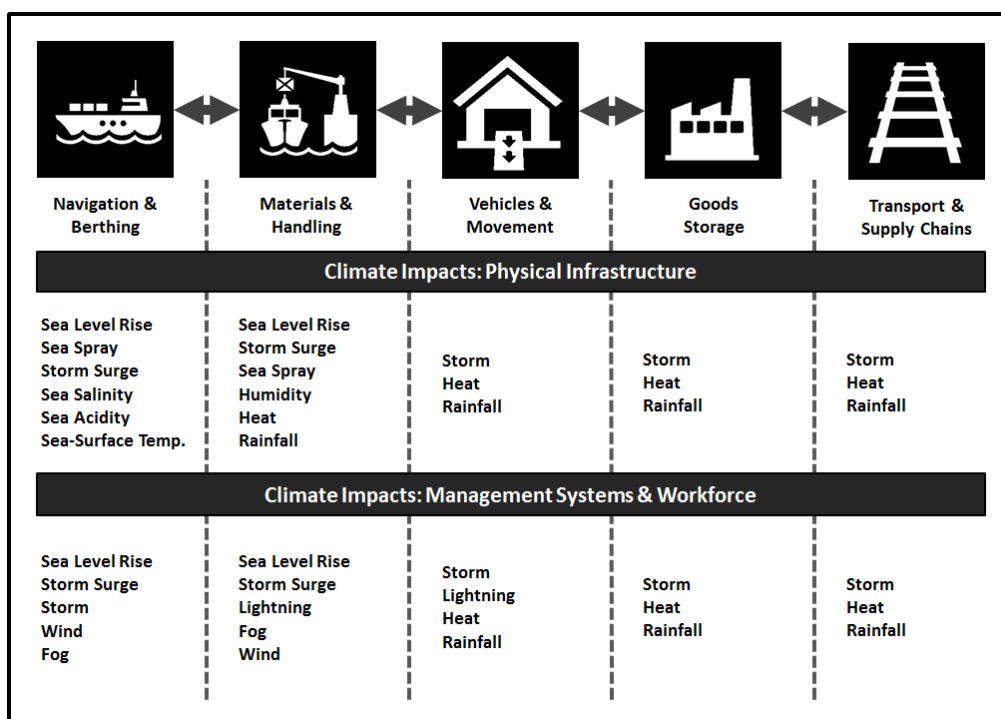 Navigation &
Berthing
Materials &
Handling
Vehicles &
Movement
Goods
Storage
Transport &
Supply Chains
Climate Impacts: Physical Infrastructure
Sea Level Rise
Sea Spray
Storm Surge
Sea Salinity
Sea Acidity
Sea-Surface Temp.
Sea Level Rise
Storm Surge
Sea Spray
Humidity
Heat
Rainfall
Storm
Heat
Rainfall
Storm
Heat
Rainfall
Storm
Heat
Rainfall
Climate Impacts: Management Systems & Workforce
Sea Level Rise
Storm Surge
Storm
Wind
Fog
Sea Level Rise
Storm Surge
Lightning
Fog
Wind
Storm
Lightning
Heat
Rainfall
Storm
Heat
Rainfall
Storm
Heat
Rainfall